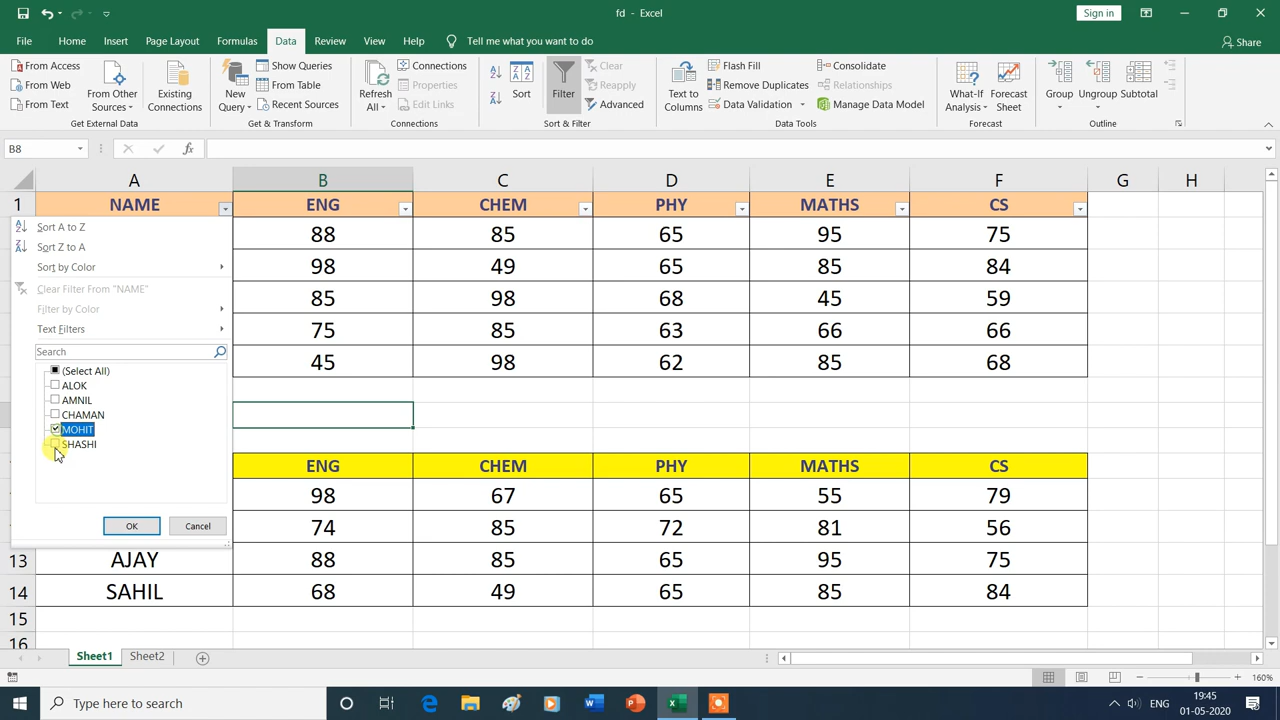 fd - Excel
Sign in
File Home Insert Page Layout Formulas Data Review View Help Tell me what you want to do
Share
From Access
From Web
From Text
From Other Sources
Existing Connections
Get External Data
New Query
Show Queries
From Table
Recent Sources
Get & Transform
Refresh All
Connections
Properties
Edit Links
Connections
Sort
Filter
Clear
Reapply
Advanced
Sort & Filter
Text to Columns
Flash Fill
Remove Duplicates
Data Validation
Consolidate
Relationships
Manage Data Model
Data Tools
What-If Analysis
Forecast Sheet
Forecast
Group
Ungroup
Subtotal
Outline
B8
fx
A B C D E F G H
1 NAME ENG CHEM PHY MATHS CS
88 85 65 95 75
98 49 65 85 84
85 98 68 45 59
75 85 63 66 66
45 98 62 85 68
Sort A to Z
Sort Z to A
Sort by Color
Clear Filter From "NAME"
Filter by Color
Text Filters
Search
(Select All)
ALOK
AMNIL
CHAMAN
MOHIT
SHASHI
OK
Cancel
ENG CHEM PHY MATHS CS
98 67 65 55 79
74 85 72 81 56
13 AJAY 88 85 65 95 75
14 SAHIL 68 49 65 85 84
15
16
Sheet1 Sheet2
160%
Type here to search
ENG
19:45
01-05-2020